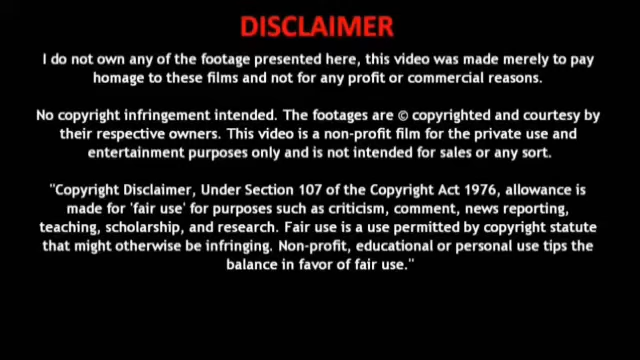 DISCLAIMER
I do not own any of the footage presented here, this video was made merely to pay
homage to these films and not for any profit or commercial reasons.
No copyright infringement intended. The footages are © copyrighted and courtesy by
their respective owners. This video is a non-profit film for the private use and
entertainment purposes only and is not intended for sales or any sort.
"Copyright Disclaimer, Under Section 107 of the Copyright Act 1976, allowance is
made for 'fair use' for purposes such as criticism, comment, news reporting,
teaching, scholarship, and research. Fair use is a use permitted by copyright statute
that might otherwise be infringing. Non-profit, educational or personal use tips the
balance in favor of fair use."